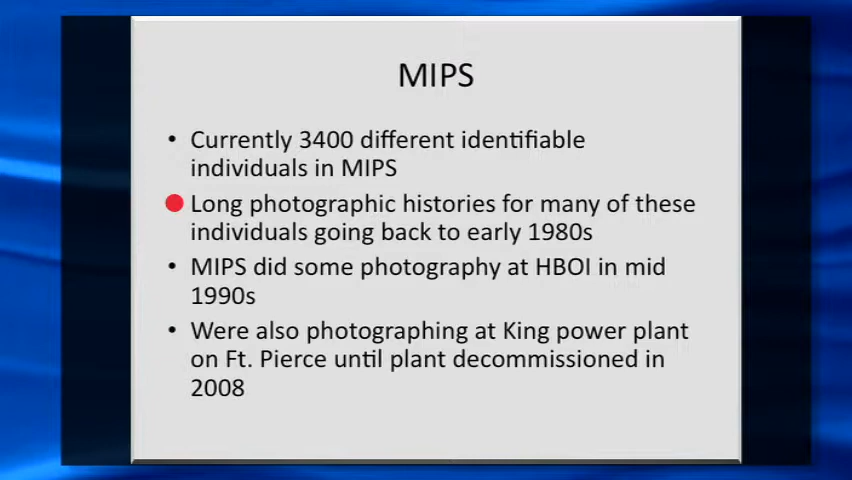 MIPS
• Currently 3400 different identifiable
individuals in MIPS
Long photographic histories for many of these
individuals going back to early 1980s
• MIPS did some photography at HBOI in mid
1990s
• Were also photographing at King power plant
on Ft. Pierce until plant decommissioned in
2008